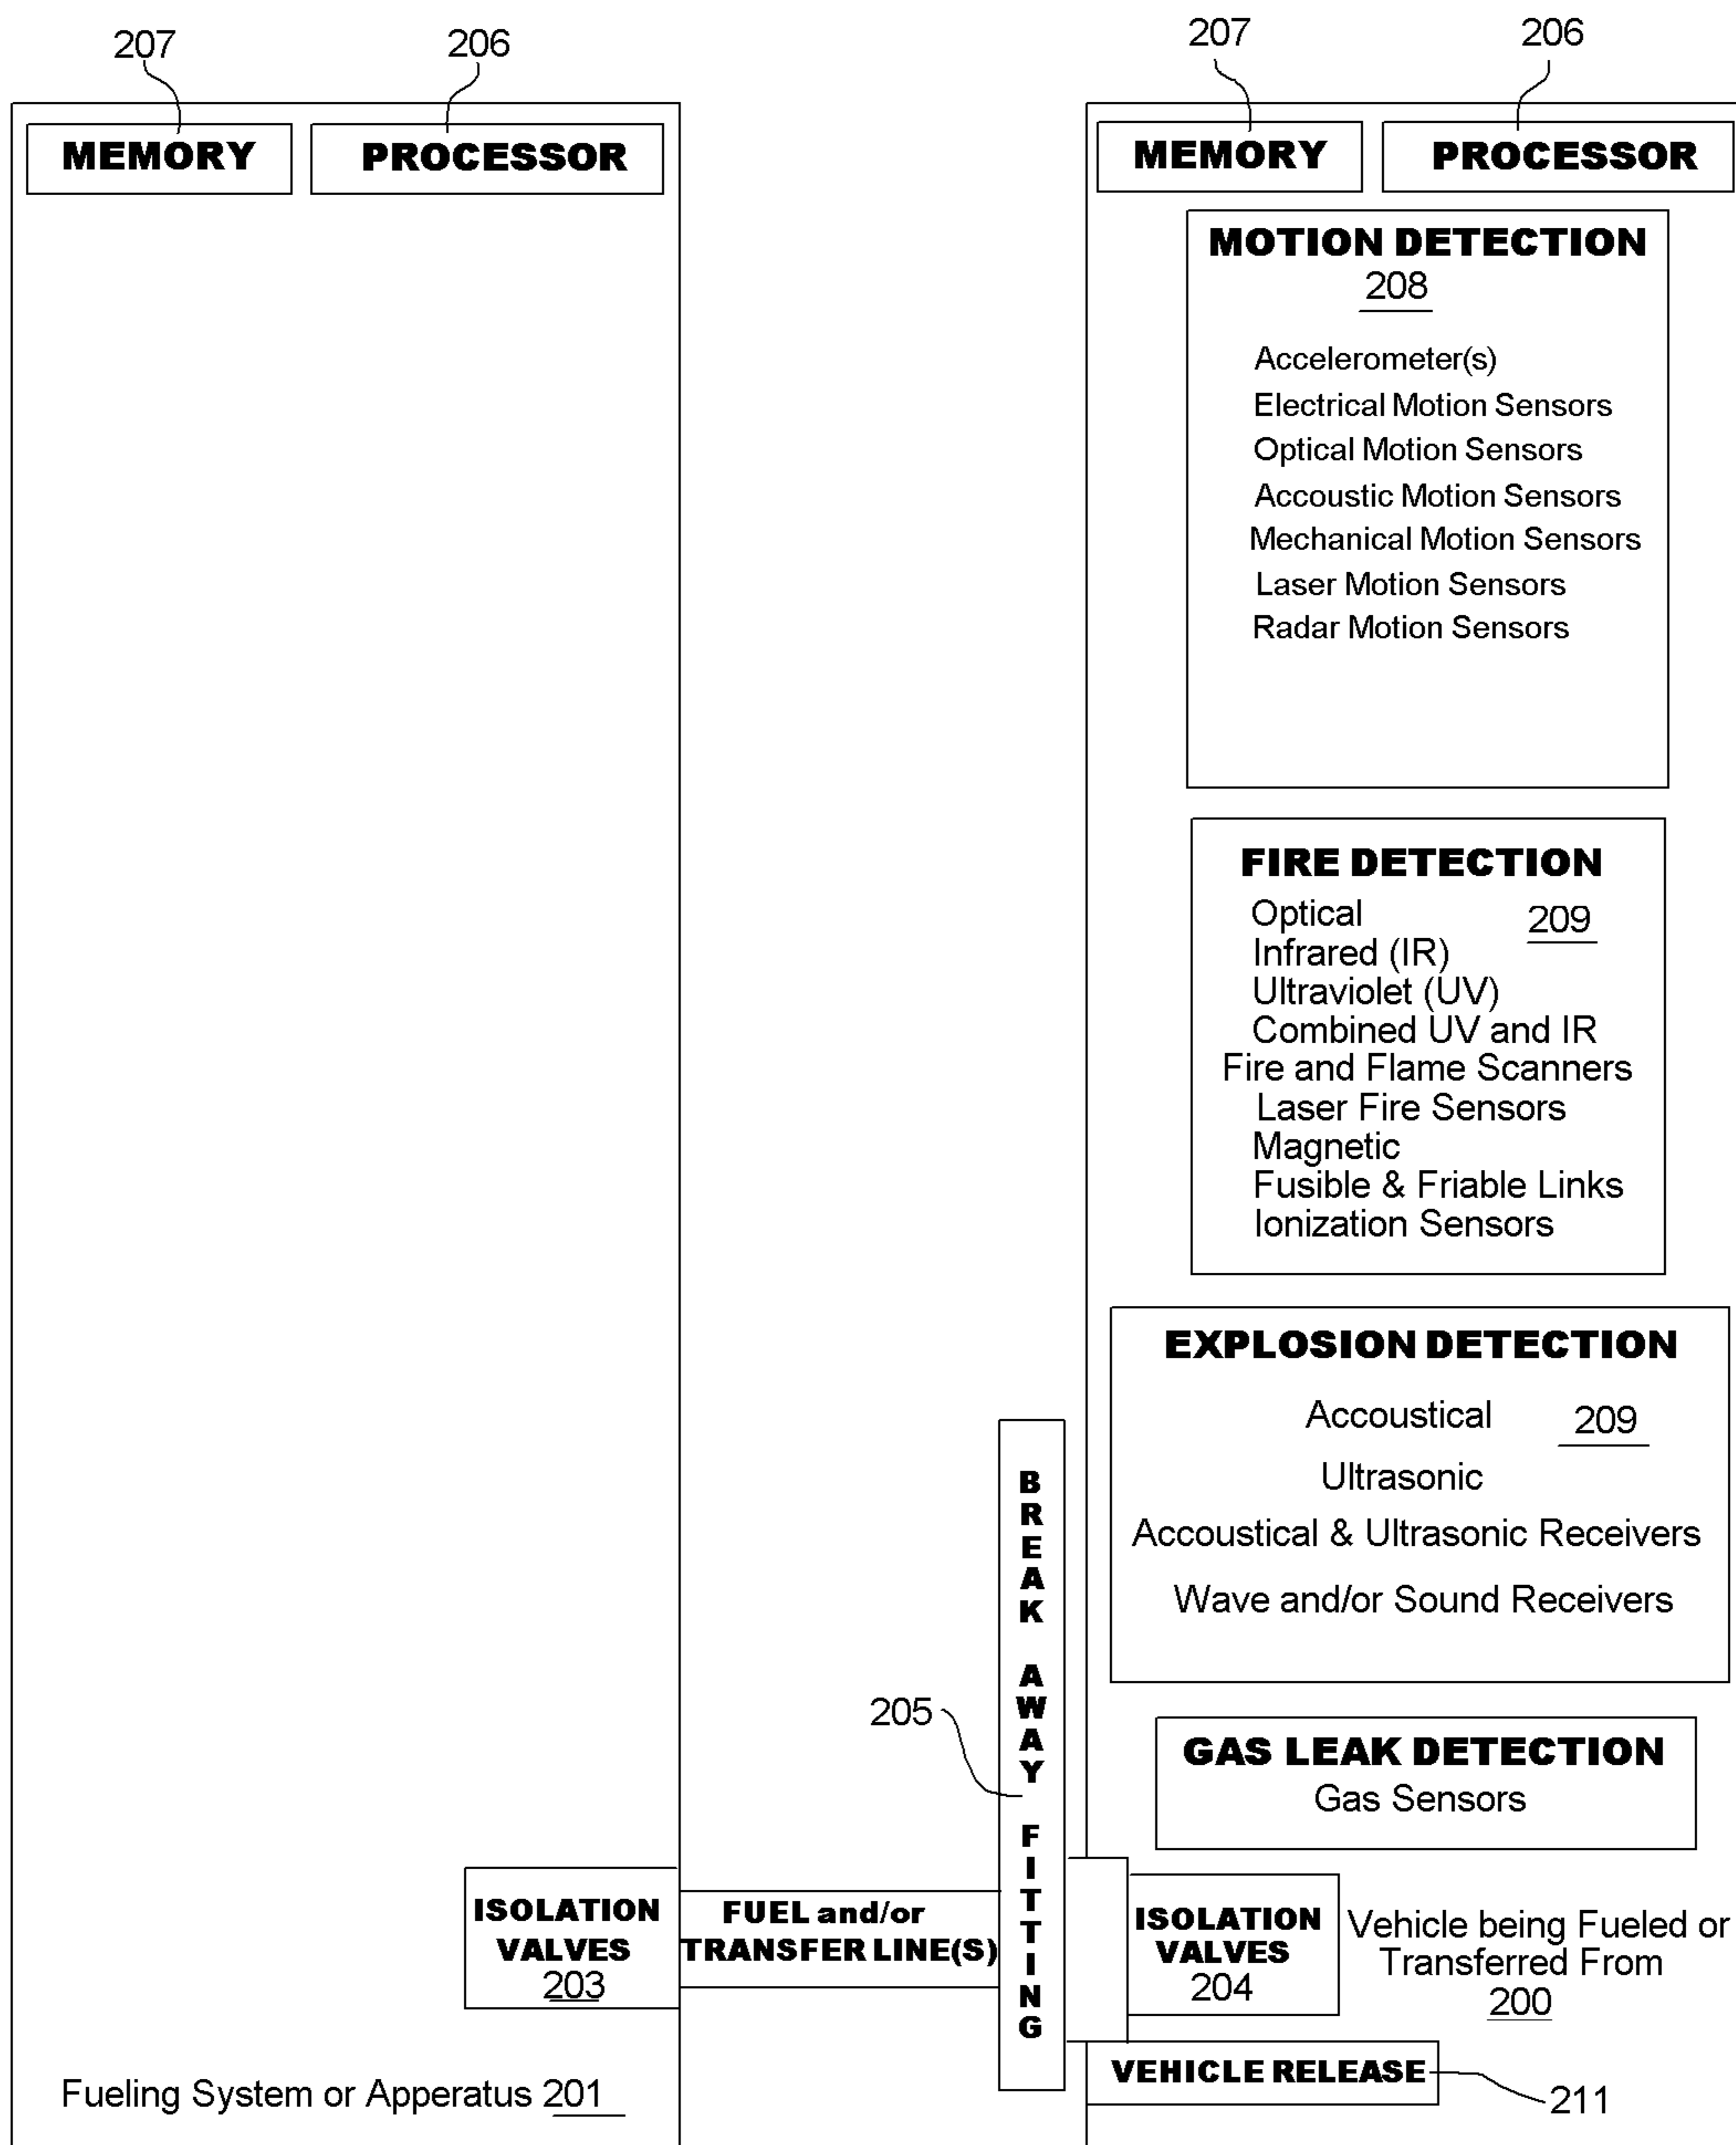 207
206
207
206
MEMORY
PROCESSOR
MEMORY
PROCESSOR
MOTION DETECTION
208
Accelerometer(s)
Electrical Motion Sensors
Optical Motion Sensors
Accoustic Motion Sensors
Mechanical Motion Sensors
Laser Motion Sensors
Radar Motion Sensors
FIRE DETECTION
Optical
209
Infrared (IR)
Ultraviolet (UV)
Combined UV and IR
Fire and Flame Scanners
Laser Fire Sensors
Magnetic
Fusible & Friable Links
Ionization Sensors
EXPLOSION DETECTION
Accoustical
209
Ultrasonic
Accoustical & Ultrasonic Receivers
Wave and/or Sound Receivers
BREAK AWAY FITTING
205
GAS LEAK DETECTION
Gas Sensors
ISOLATION
VALVES
203
FUEL and/or
TRANSFER LINE(S)
ISOLATION
VALVES
204
Vehicle being Fueled or
Transferred From
200
VEHICLE RELEASE
211
Fueling System or Apperatus 201